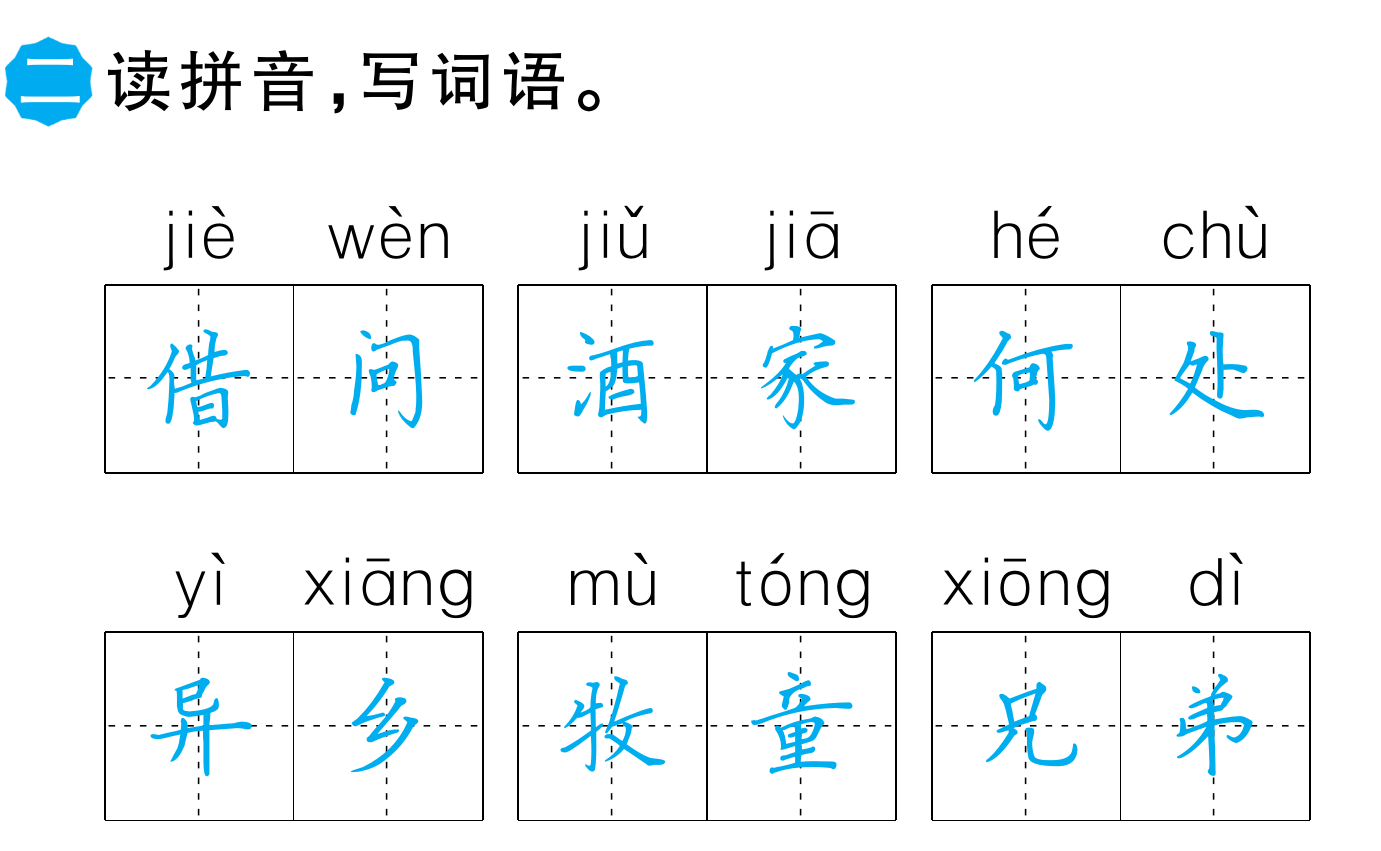 二 读拼音,写词语。
jiè wèn jiǔ jiā hé chù
借问 酒家 何处
yì xiāng mù tóng xiōng dì
异乡 牧童 兄弟